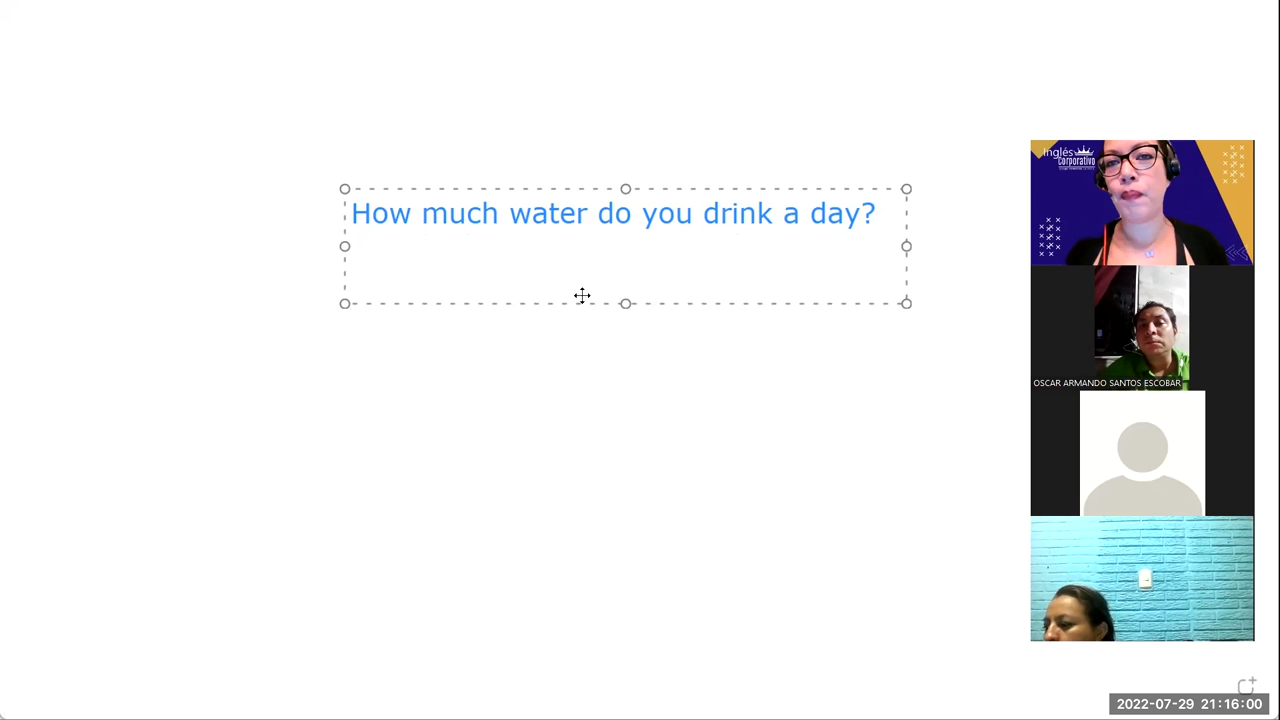 How much water do you drink a day?
Inglés
Corporativo
OSCAR ARMANDO SANTOS ESCOBAR
2022-07-29 21:16:00